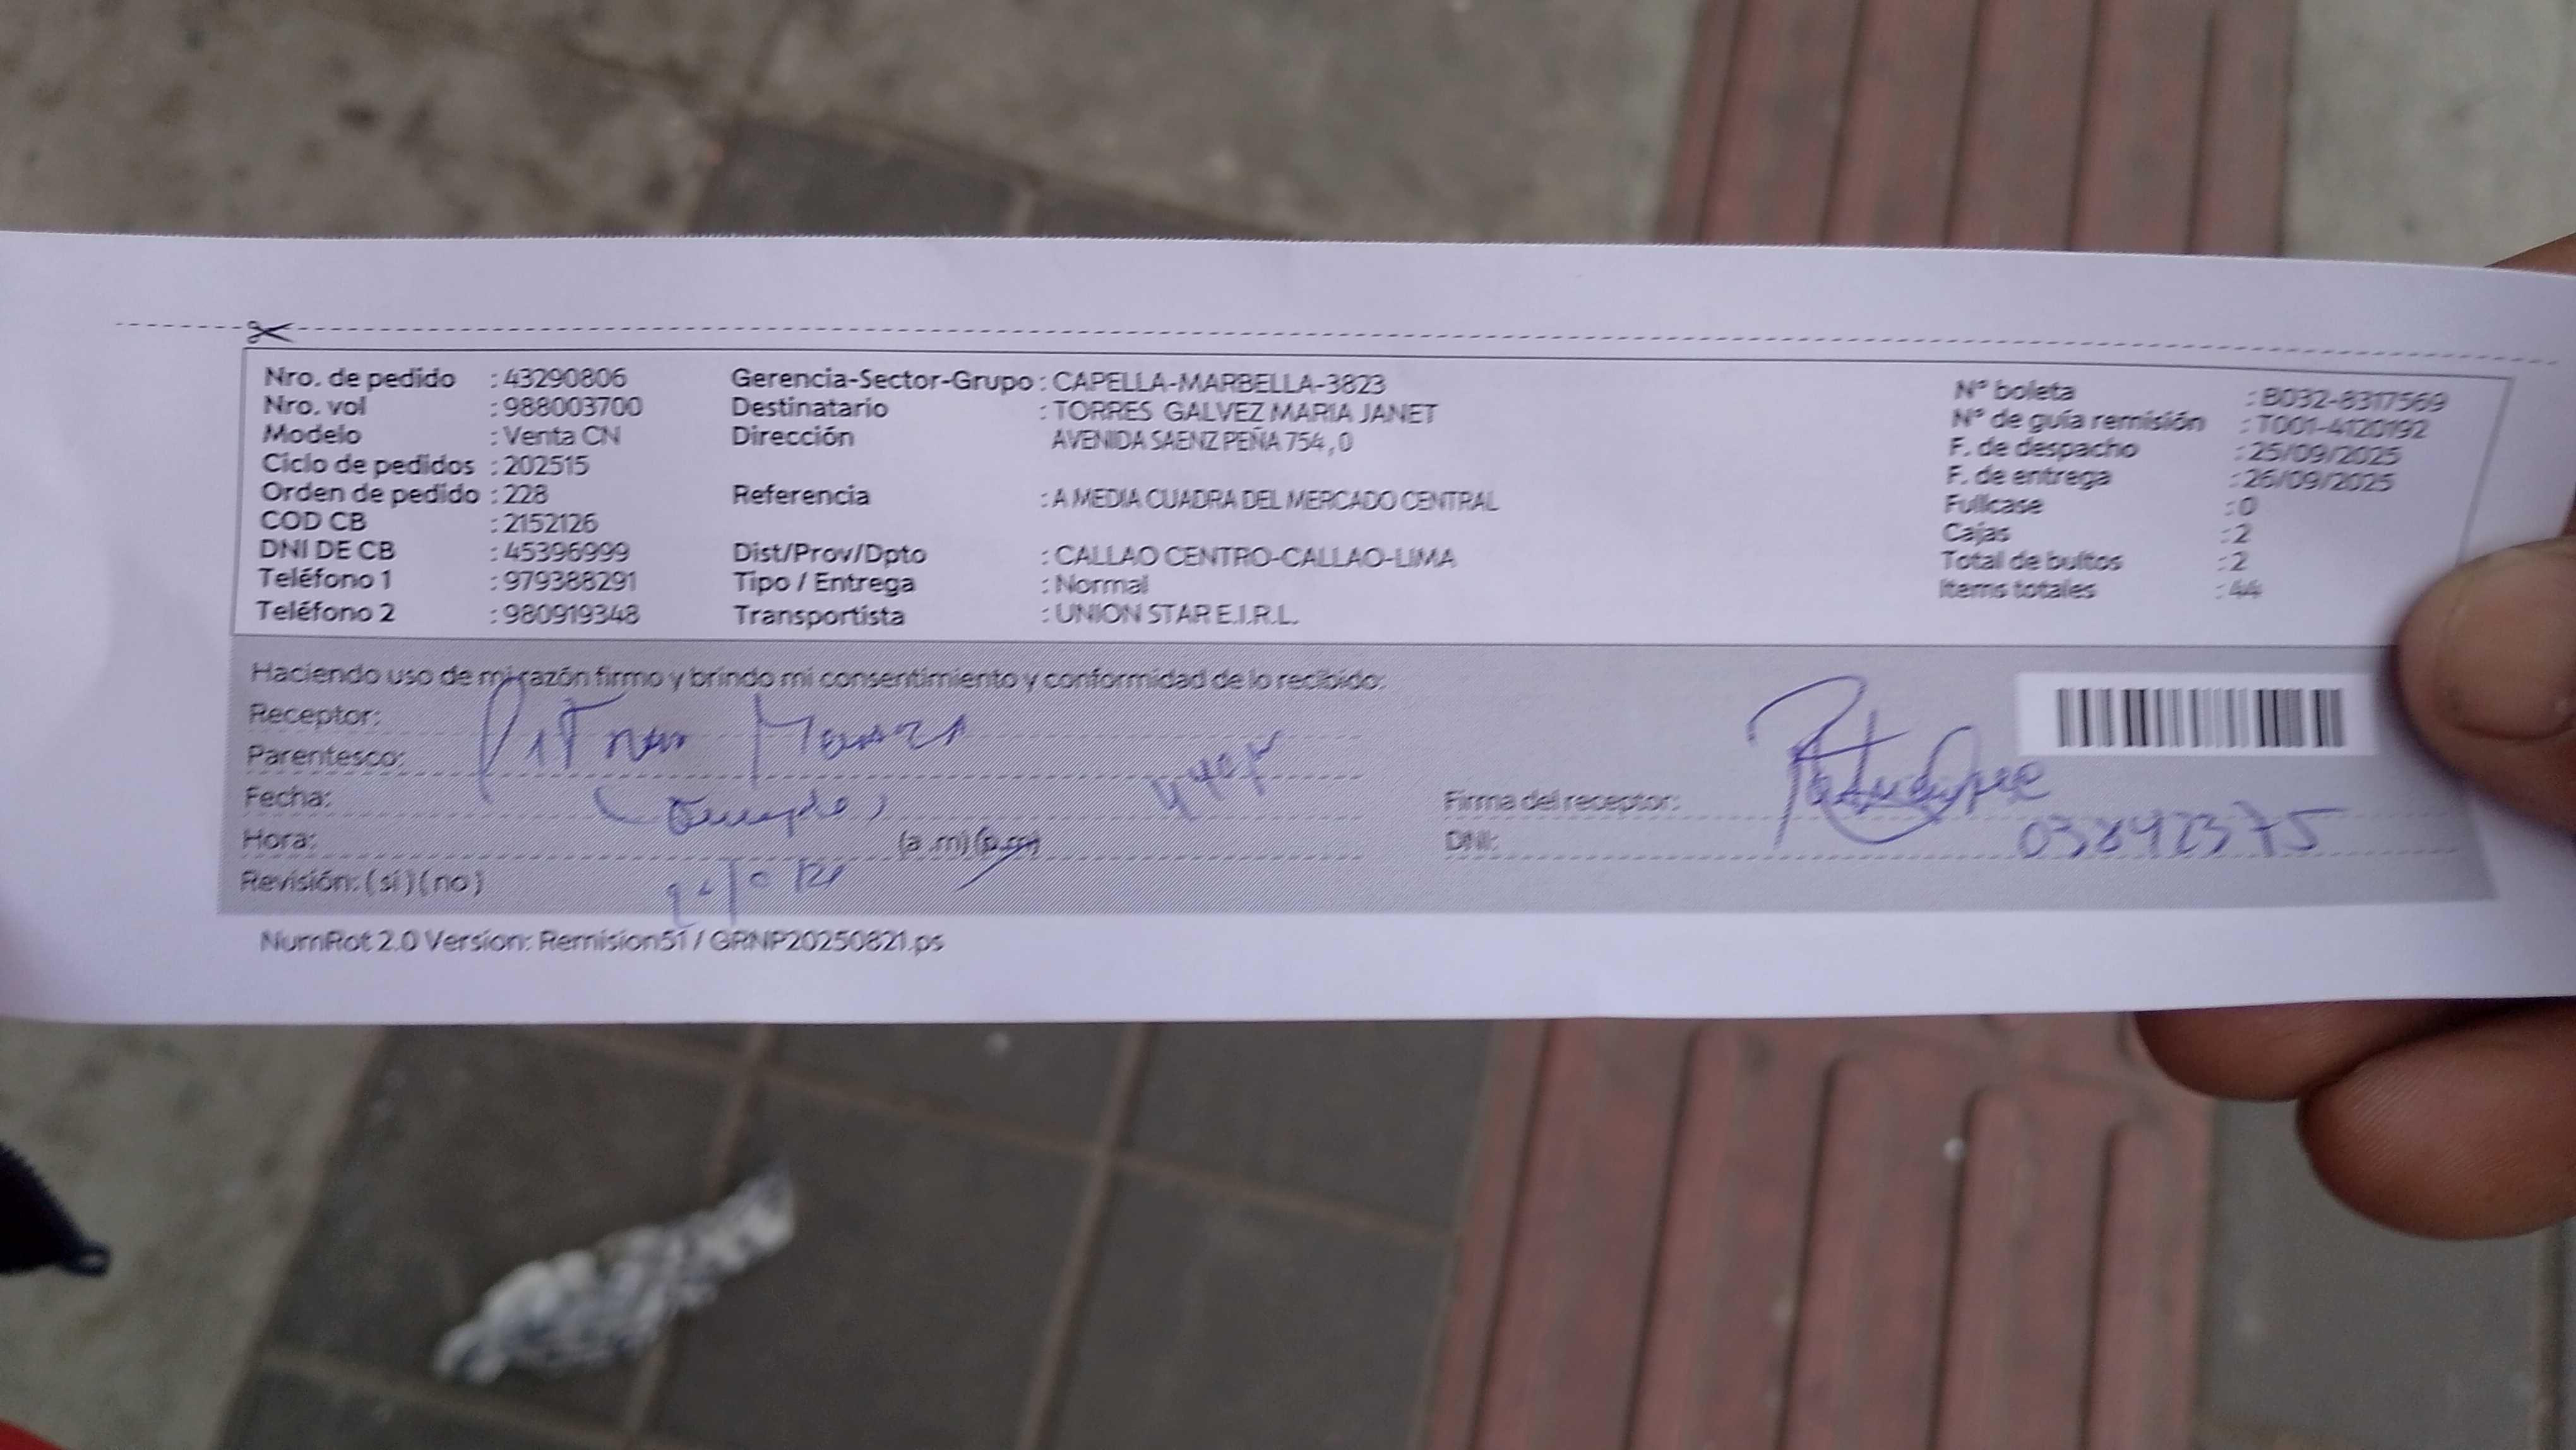 Nro. de pedido : 43290806 Gerencia-Sector-Grupo : CAPELLA-MARBELLA-3823 N° boleta : B032-8317569
Nro. vol : 988003700 Destinatario : TORRES GALVEZ MARIA JANET N° de guía remisión : T001-4120192
Modelo : Venta CN Dirección AVENIDA SAENZ PEÑA 754 , 0 F. de despacho : 25/09/2025
Ciclo de pedidos : 202515 F. de entrega : 26/09/2025
Orden de pedido : 228 Referencia : A MEDIA CUADRA DEL MERCADO CENTRAL Fullcase : 0
COD CB : 2152126 Cajas : 2
DNI DE CB : 45396999 Dist/Prov/Dpto : CALLAO CENTRO-CALLAO-LIMA Total de bultos : 2
Teléfono 1 : 979388291 Tipo / Entrega : Normal Items totales : 44
Teléfono 2 : 980919348 Transportista : UNION STAR E.I.R.L.
Haciendo uso de mi razón firmo y brindo mi consentimiento y conformidad de lo recibido:
Receptor:
Parentesco:
Fecha: Firma del receptor:
Hora: (a .m) (p.m) DNI: 03842375
Revisión: ( si ) ( no )
NumRot 2.0 Version: Remision51 / GRNP20250821.ps